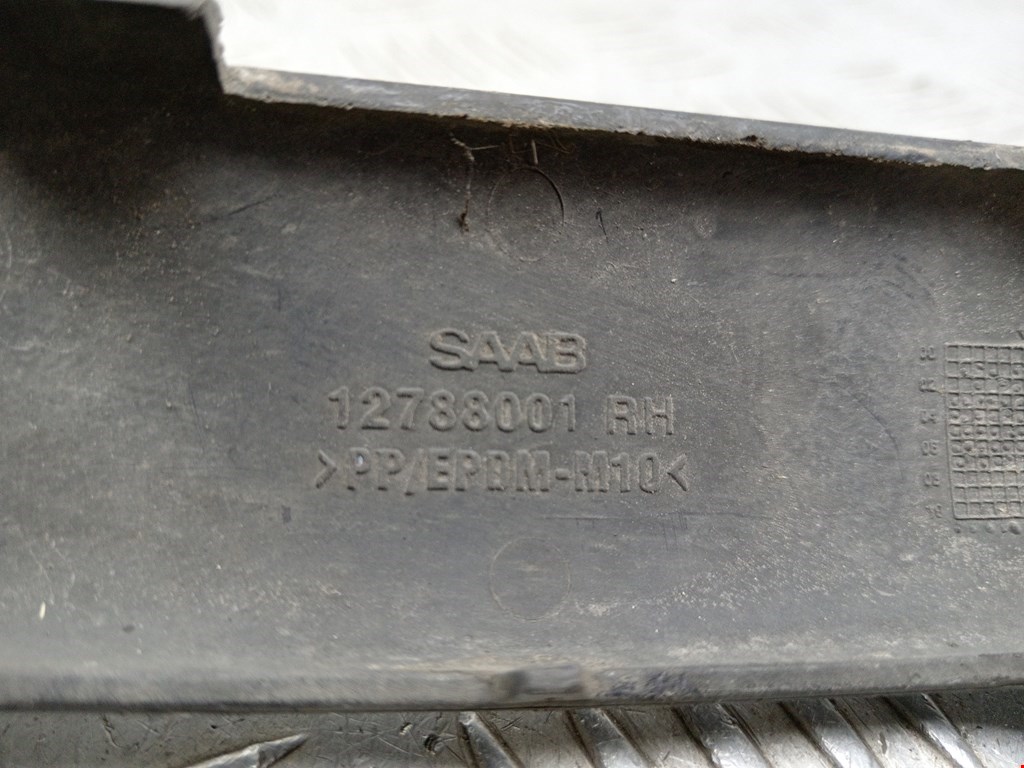 SAAB
12788001 RH
>PP/EPDM-M10<